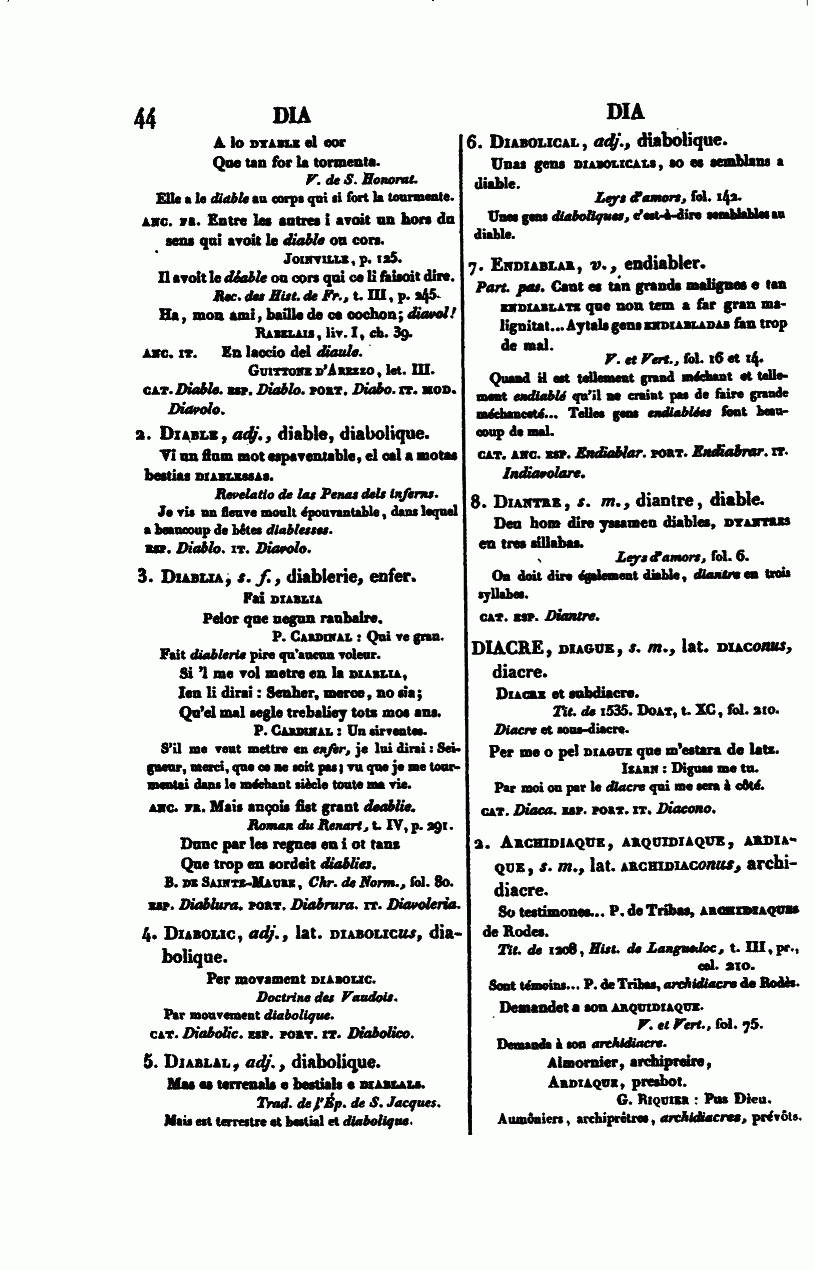 44 DIA
A lo DYABLE el cor
Que tan for la tormenta.
V. de S. Honorat.
Elle a le diable au corps qui si fort la tourmente.
ANC. FR. Entre les autres i avoit un hors du
sens qui avoit le diable ou cors.
JOINVILLE, p. 125.
Il avoit le déable ou cors qui ce li faisoit dire.
Rec. des Hist. de Fr., t. III, p. 245.
Ha, mon ami, baille de ce cochon; diavol!
RABELAIS, liv. I, ch. 39.
ANC. IT. En laccio del diaule.
GUITTONE D'AREZZO, let. III.
CAT. Diable. ESP. Diablo. PORT. Diabo. IT. MOD.
Diavolo.
2. DIABLE, adj., diable, diabolique.
Vi un flum mot espaventable, el cal a motas
bestias DIABLESSAS.
Revelatio de las Penas dels inferns.
Je vis un fleuve moult épouvantable, dans lequel
a beaucoup de bêtes diablesses.
ESP. Diablo. IT. Diavolo.
3. DIABLIA, s. f., diablerie, enfer.
Fai DIABLIA
Peior que negun raubaire.
P. CARDINAL : Qui ve gran.
Fait diablerie pire qu'aucun voleur.
Si 'l me vol metre en la DIABLIA,
Ieu li dirai : Senher, merce, no sia;
Qu'el mal segle trebaliey totz mos ans.
P. CARDINAL : Un sirventes.
S'il me veut mettre en enfer, je lui dirai : Sei-
gneur, merci, que ce ne soit pas; vu que je me tour-
mentai dans le méchant siècle toute ma vie.
ANC. FR. Mais ançois fist grant deablie.
Roman du Renart, t. IV, p. 291.
Dunc par les regnes en i ot tanz
Que trop en sordeit diablies.
B. DE SAINTE-MAURE, Chr. de Norm., fol. 80.
ESP. Diablura. PORT. Diabrura. IT. Diavoleria.
4. DIABOLIC, adj., lat. DIABOLICUS, dia-
bolique.
Per movament DIABOLIC.
Doctrine des Vaudois.
Par mouvement diabolique.
CAT. Diabolic. ESP. PORT. IT. Diabolico.
5. DIABLAL, adj., diabolique.
Mas es terrenals e bestials e DIABLALS.
Trad. de l'Ép. de S. Jacques.
Mais est terrestre et bestial et diabolique.
DIA
6. DIABOLICAL, adj., diabolique.
Unas gens DIABOLICALS, so es semblans a
diable.
Leys d'amors, fol. 142.
Unes gens diaboliques, c'est-à-dire semblables au
diable.
7. ENDIABLAR, v., endiabler.
Part. pas. Cant es tan grands malignes e tan
ENDIABLATZ que non tem a far gran ma-
lignitat... Aytals gens ENDIABLADAS fan trop
de mal.
V. et Vert., fol. 16 et 14.
Quand il est tellement grand méchant et telle-
ment endiablé qu'il ne craint pas de faire grande
méchanceté... Telles gens endiablées font beau-
coup de mal.
CAT. ANC. ESP. Endiablar. PORT. Endiabrar. IT.
Indiavolare.
8. DIANTRE, s. m., diantre, diable.
Deu hom dire yssamen diables, DYANTRES
en tres sillabas.
Leys d'amors, fol. 6.
On doit dire également diable, diantre en trois
syllabes.
CAT. ESP. Diantre.
DIACRE, DIAGUE, s. m., lat. DIACONUS,
diacre.
DIACRE et subdiacre.
Tit. de 1535. DOAT, t. XC, fol. 210.
Diacre et sous-diacre.
Per me o pel DIAGUE que m'estara de latz.
IZARN : Diguas me tu.
Par moi ou par le diacre qui me sera à côté.
CAT. Diaca. ESP. PORT. IT. Diacono.
2. ARCHIDIAQUE, ARQUIDIAQUE, ARDIA-
QUE, s. m., lat. ARCHIDIACONUS, archi-
diacre.
So testimones... P. de Tribas, ARCHIDIAQUES
de Rodes.
Tit. de 1208, Hist. de Languedoc, t. III, pr.,
col. 210.
Sont témoins... P. de Tribas, archidiacre de Rodès.
Demandet a son ARQUIDIAQUE.
V. et Vert., fol. 75.
Demanda à son archidiacre.
Almornier, archipreire,
ARDIAQUE, presbot.
G. RIQUIER : Pus Dieu.
Aumôniers, archiprêtres, archidiacres, prévôts.